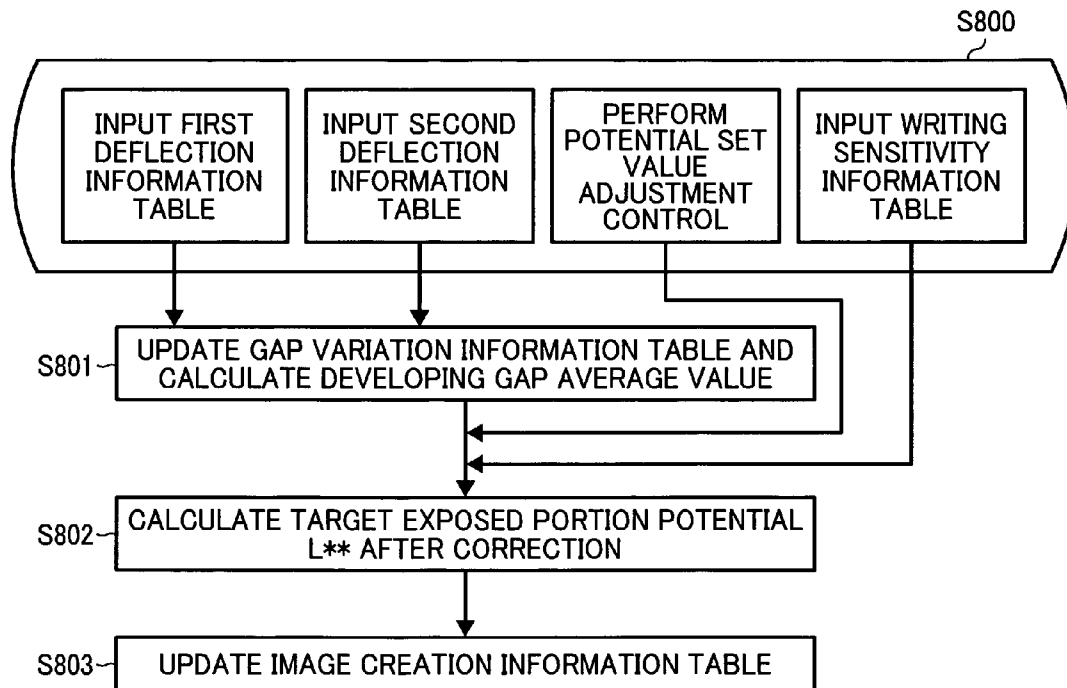 S800
INPUT FIRST
DEFLECTION
INFORMATION
TABLE
INPUT SECOND
DEFLECTION
INFORMATION
TABLE
PERFORM
POTENTIAL SET
VALUE
ADJUSTMENT
CONTROL
INPUT WRITING
SENSITIVITY
INFORMATION
TABLE
S801
UPDATE GAP VARIATION INFORMATION TABLE AND
CALCULATE DEVELOPING GAP AVERAGE VALUE
S802
CALCULATE TARGET EXPOSED PORTION POTENTIAL
L** AFTER CORRECTION
S803
UPDATE IMAGE CREATION INFORMATION TABLE